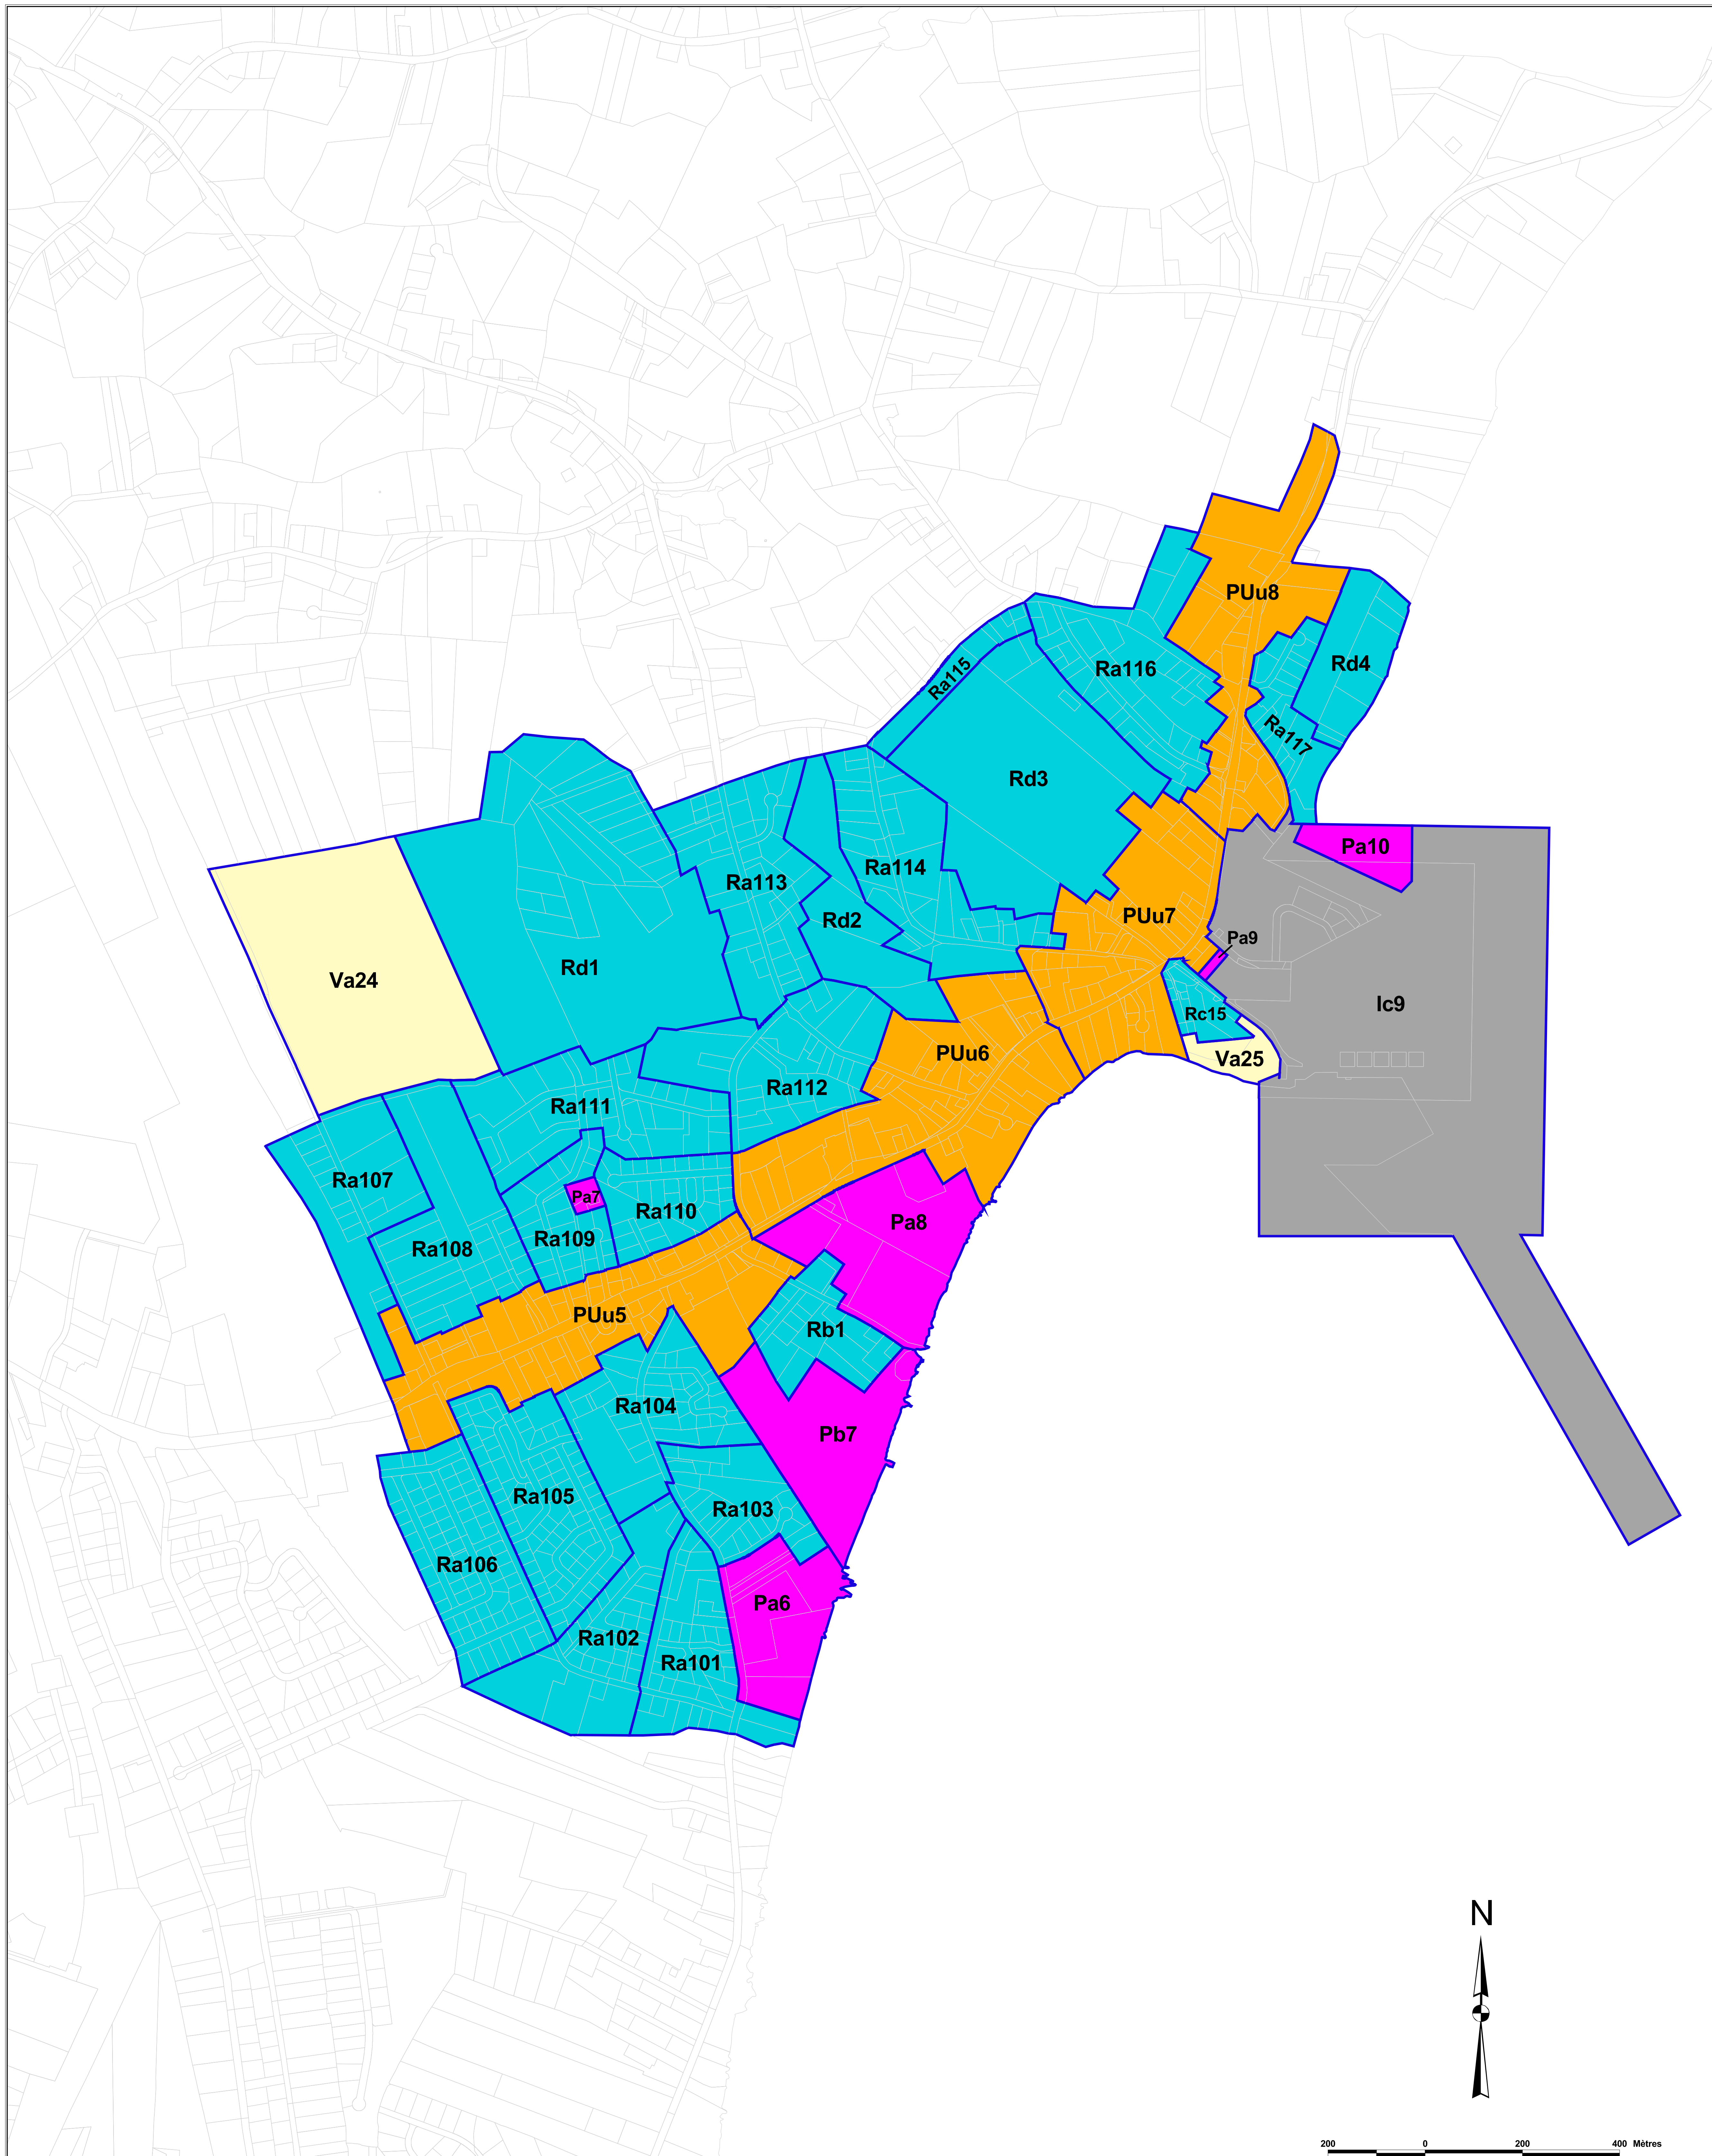 PUu8
Rd4
Ra116
Ra115
Ra117
Rd3
Pa10
Ra114
Ra113
PUu7
Rd2
Pa9
Rd1
Va24
Ic9
Rc15
PUu6
Va25
Ra112
Ra111
Ra107
Pa7
Ra110
Pa8
Ra109
Ra108
PUu5
Rb1
Ra104
Pb7
Ra105
Ra103
Ra106
Pa6
Ra102
Ra101
N
200 0 200 400 Mètres